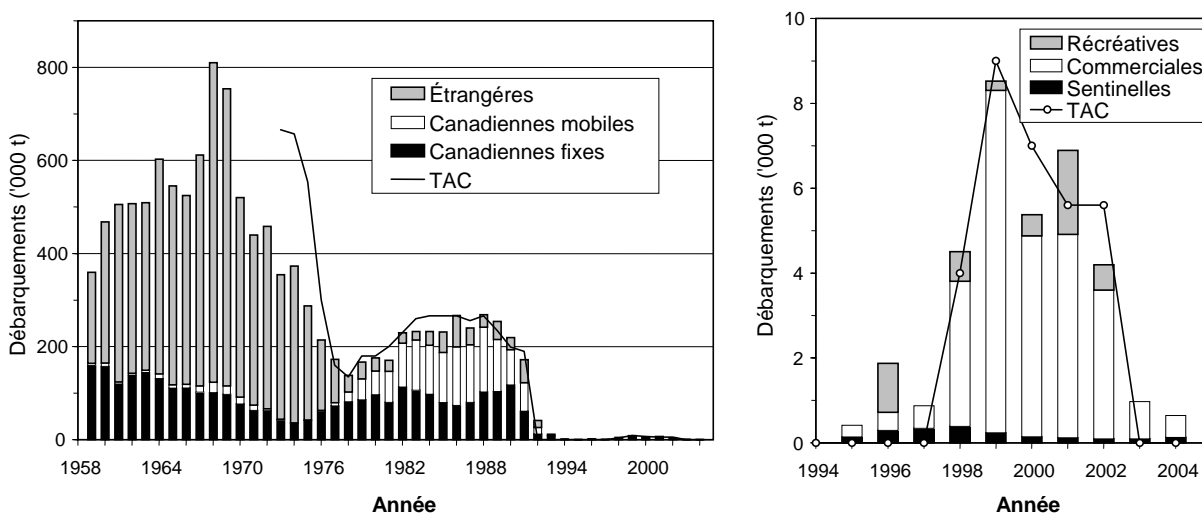 Débarquements ('000 t)
800
600
400
200
0
1958
1964
1970
1976
1982
1988
1994
2000
Année
Étrangéres
Canadiennes mobiles
Canadiennes fixes
TAC
Débarquements ('000 t)
10
8
6
4
2
0
1994
1996
1998
2000
2002
2004
Année
Récréatives
Commerciales
Sentinelles
TAC